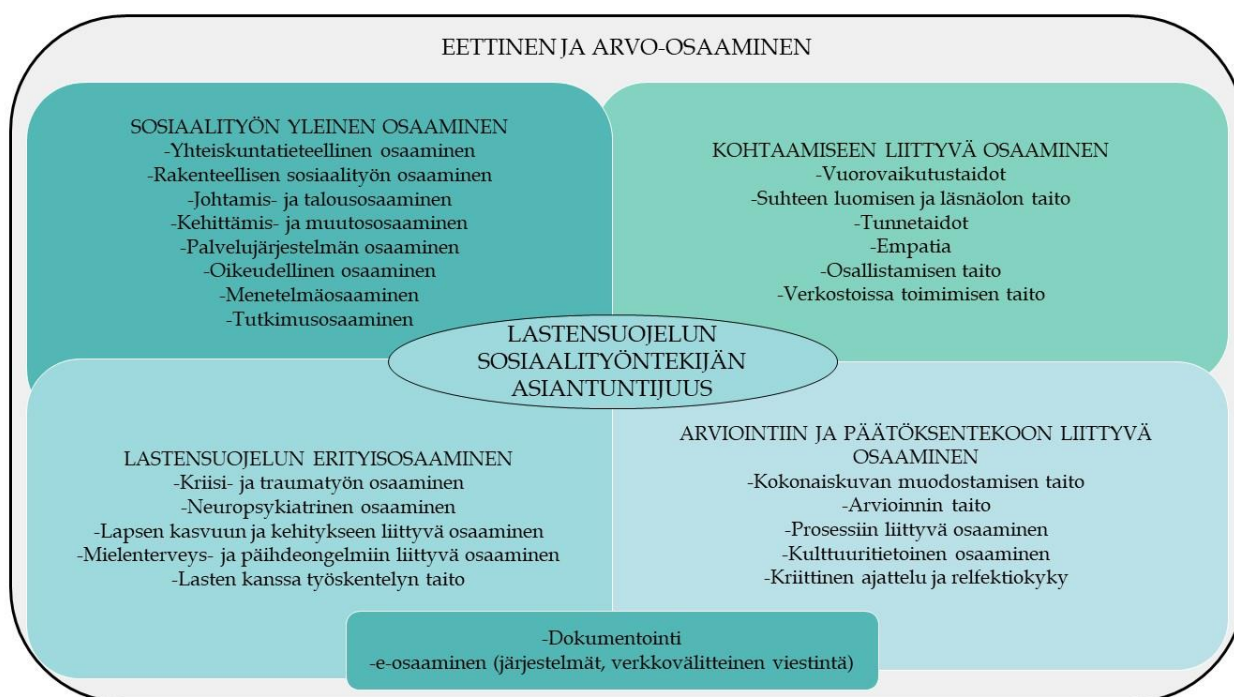 EETTINEN JA ARVO-OSAAMINEN
SOSIAALITYÖN YLEINEN OSAAMINEN
-Yhteiskuntatieteellinen osaaminen
-Rakenteellisen sosiaalityön osaaminen
-Johtamis- ja talousosaaminen
-Kehittämis- ja muutososaaminen
-Palvelujärjestelmän osaaminen
-Oikeudellinen osaaminen
-Menetelmäosaaminen
-Tutkimusosaaminen
KOHTAAMISEEN LIITTYVÄ OSAAMINEN
-Vuorovaikutustaidot
-Suhteen luomisen ja läsnäolon taito
-Tunnetaidot
-Empatia
-Osallistamisen taito
-Verkostoissa toimimisen taito
LASTENSUOJELUN
SOSIAALITYÖNTEKIJÄN
ASIANTUNTIJUUS
LASTENSUOJELUN ERITYISOSAAMINEN
-Kriisi- ja traumatyön osaaminen
-Neuropsykiatrinen osaaminen
-Lapsen kasvuun ja kehitykseen liittyvä osaaminen
-Mielenterveys- ja päihdeongelmiin liittyvä osaaminen
-Lasten kanssa työskentelyn taito
ARVIOINTIIN JA PÄÄTÖKSENTEKOON LIITTYVÄ
OSAAMINEN
-Kokonaiskuvan muodostamisen taito
-Arvioinnin taito
-Prosessiin liittyvä osaaminen
-Kulttuuritietoinen osaaminen
-Kriittinen ajattelu ja relfektiokyky
-Dokumentointi
-e-osaaminen (järjestelmät, verkkovälitteinen viestintä)